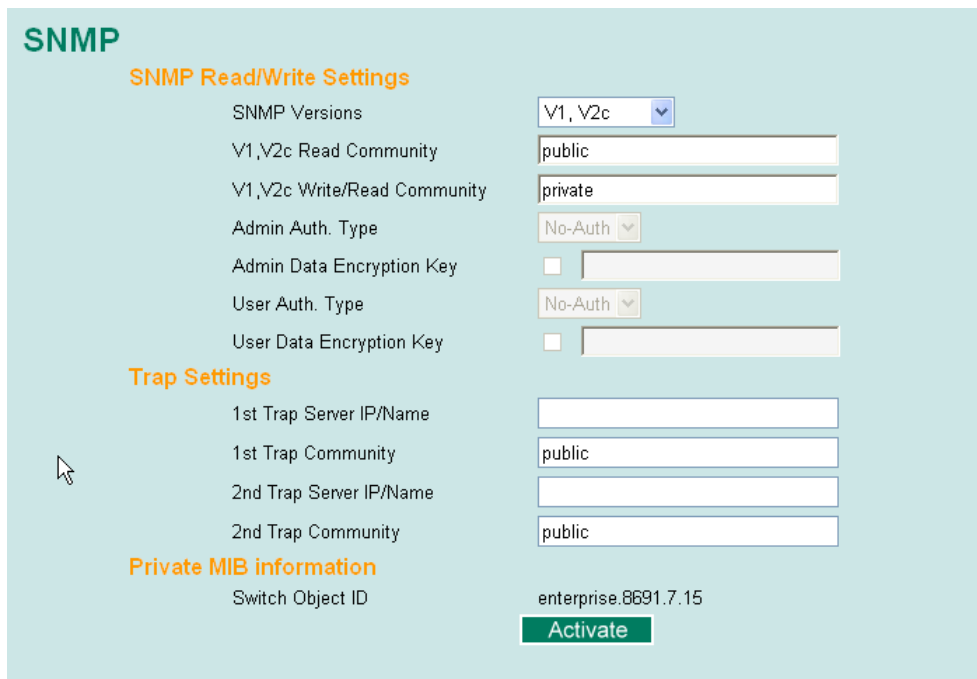 SNMP
SNMP Read/Write Settings
SNMP Versions V1, V2c
V1,V2c Read Community public
V1,V2c Write/Read Community private
Admin Auth. Type No-Auth
Admin Data Encryption Key
User Auth. Type No-Auth
User Data Encryption Key
Trap Settings
1st Trap Server IP/Name
1st Trap Community public
2nd Trap Server IP/Name
2nd Trap Community public
Private MIB information
Switch Object ID enterprise.8691.7.15
Activate